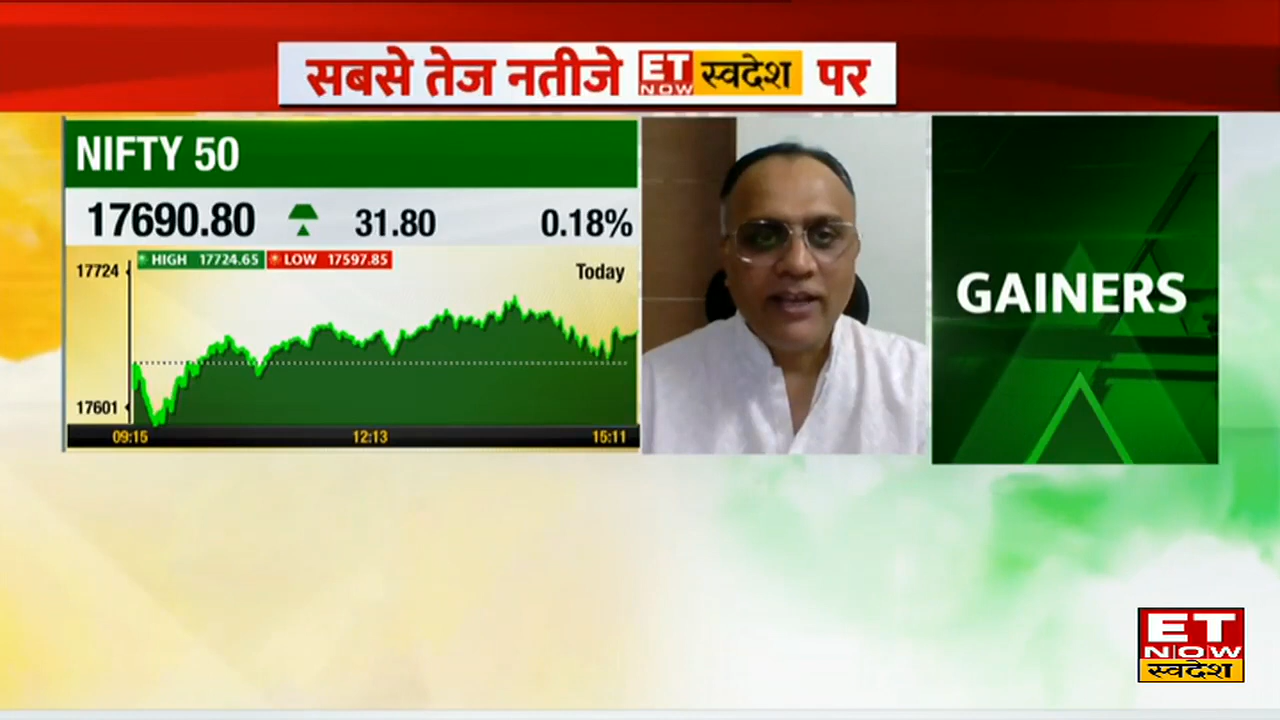 सबसे तेज नतीजे ET NOW स्वदेश पर
NIFTY 50
17690.80 31.80 0.18%
HIGH 17724.65 LOW 17597.85
17724
Today
17601
09:15 12:13 15:11
GAINERS
ET
NOW
स्वदेश